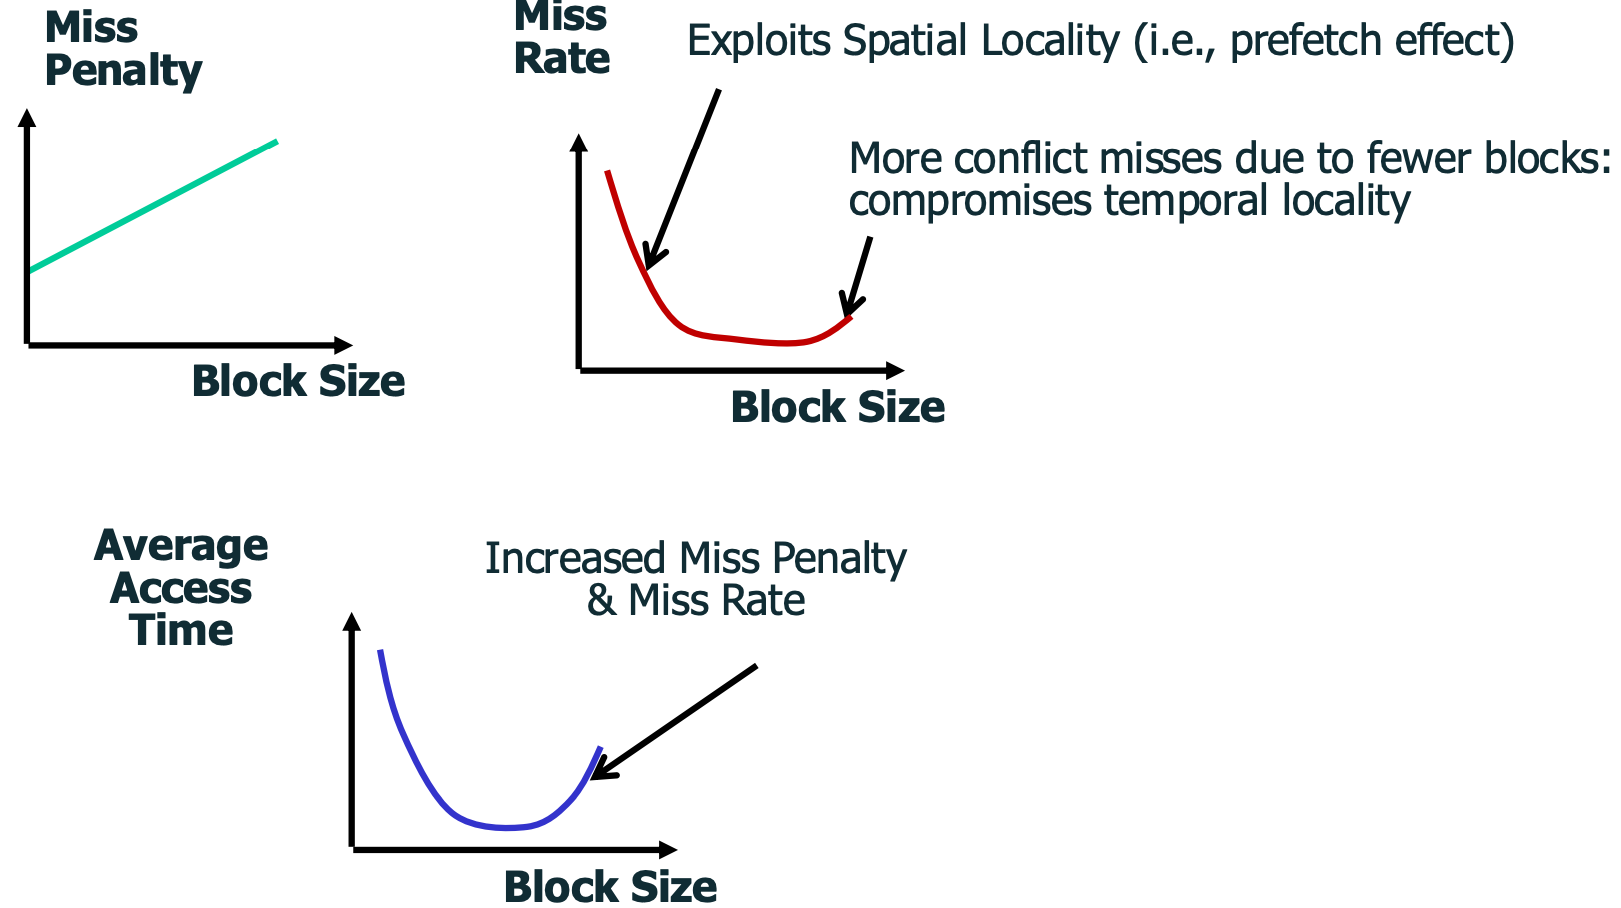 Miss
Penalty
Block Size
Miss
Rate
Exploits Spatial Locality (i.e., prefetch effect)
More conflict misses due to fewer blocks:
compromises temporal locality
Block Size
Average
Access
Time
Increased Miss Penalty
& Miss Rate
Block Size